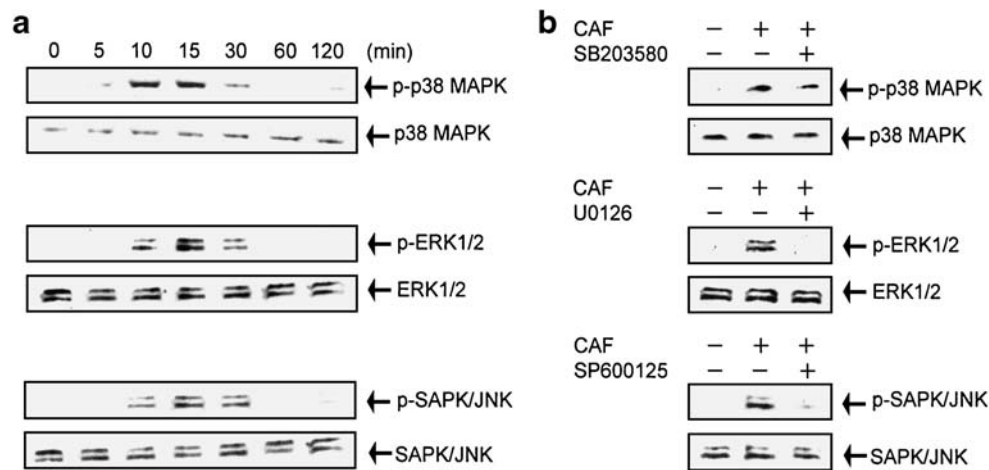 a
0 5 10 15 30 60 120 (min)
p-p38 MAPK
p38 MAPK
p-ERK1/2
ERK1/2
p-SAPK/JNK
SAPK/JNK
b
CAF − + +
SB203580 − − +
p-p38 MAPK
p38 MAPK
CAF − + +
U0126 − − +
p-ERK1/2
ERK1/2
CAF − + +
SP600125 − − +
p-SAPK/JNK
SAPK/JNK